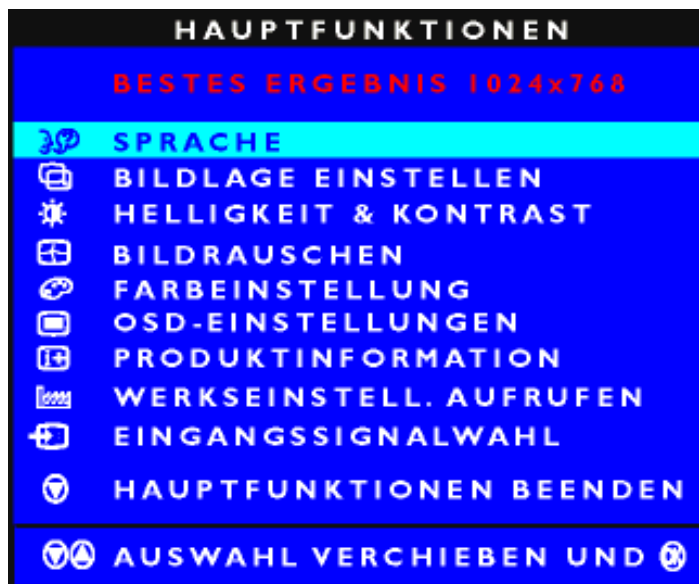 HAUPTFUNKTIONEN
BESTES ERGEBNIS 1024x768
SPRACHE
BILDLAGE EINSTELLEN
HELLIGKEIT & KONTRAST
BILDRAUSCHEN
FARBEINSTELLUNG
OSD-EINSTELLUNGEN
PRODUKTINFORMATION
WERKSEINSTELL. AUFRUFEN
EINGANGSSIGNALWAHL
HAUPTFUNKTIONEN BEENDEN
AUSWAHL VERCHIEBEN UND OK